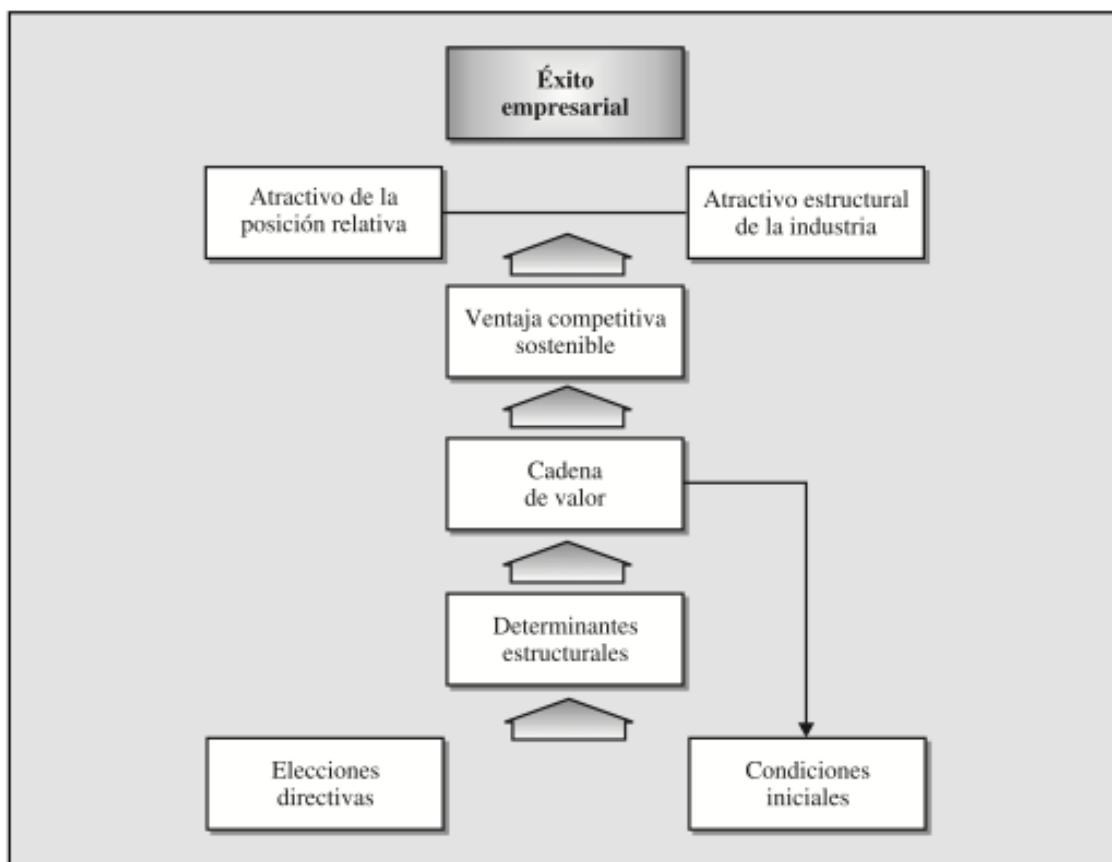 Éxito
empresarial
Atractivo de la
posición relativa
Atractivo estructural
de la industria
Ventaja competitiva
sostenible
Cadena
de valor
Determinantes
estructurales
Elecciones
directivas
Condiciones
iniciales